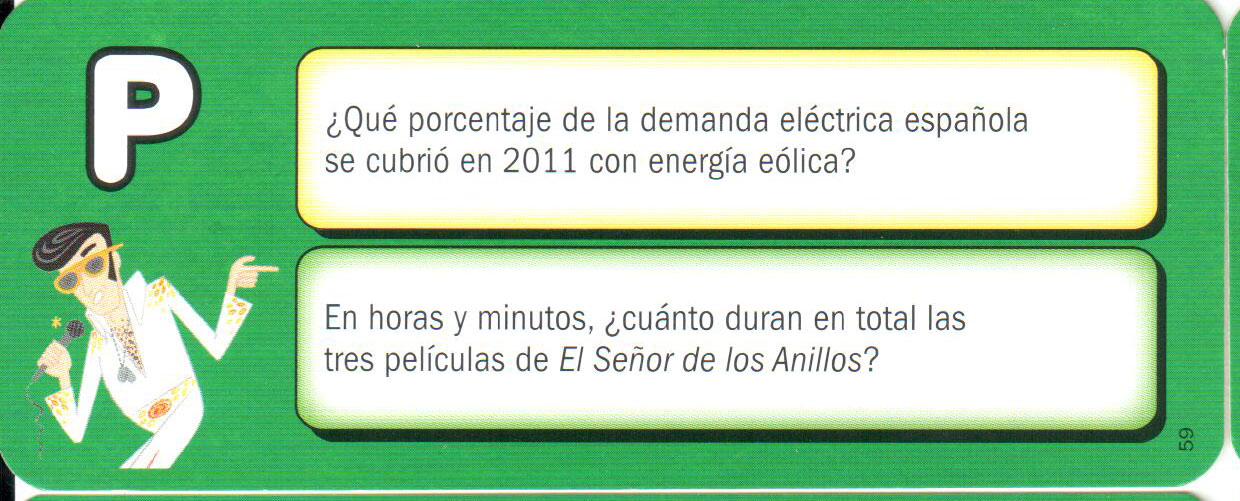 P
¿Qué porcentaje de la demanda eléctrica española
se cubrió en 2011 con energía eólica?
En horas y minutos, ¿cuánto duran en total las
tres películas de El Señor de los Anillos?
59